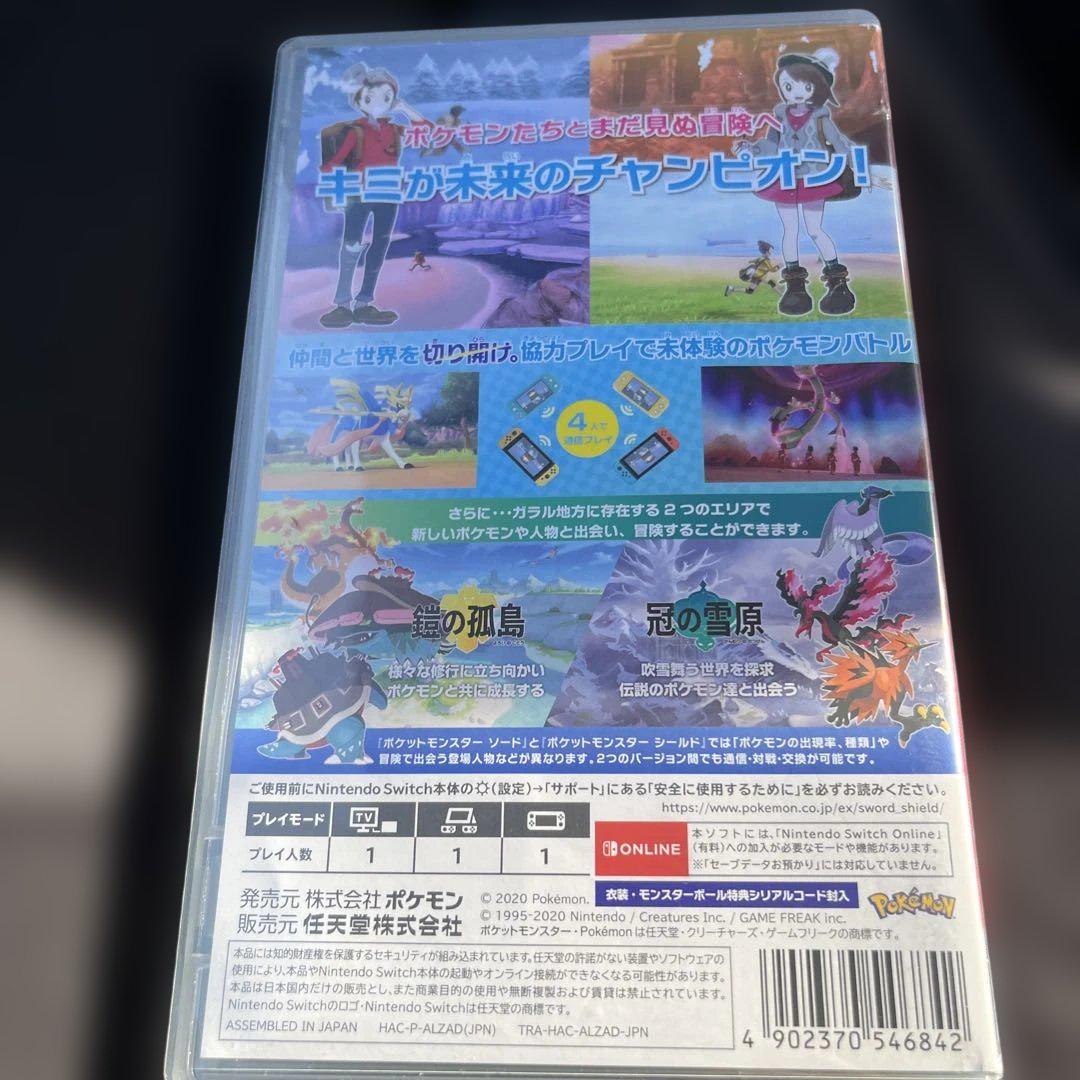 ポケモンたちとまだ見ぬ冒険へ
キミが未来のチャンピオン!
仲間と世界を切り開け。協力プレイで未体験のポケモンバトル
4人で
通信プレイ
さらに・・・ガラル地方に存在する2つのエリアで
新しいポケモンや人物と出会い、冒険することができます。
鎧の孤島
よろいのことう
様々な修行に立ち向かい
ポケモンと共に成長する
冠の雪原
吹雪舞う世界を探求
伝説のポケモン達と出会う
『ポケットモンスター ソード』と『ポケットモンスター シールド』では「ポケモンの出現率、種類」や
冒険で出会う登場人物などが異なります。2つのバージョン間でも通信・対戦・交換が可能です。
ご使用前にNintendo Switch本体の(設定)→「サポート」にある「安全に使用するために」を必ずお読みください。
https://www.pokemon.co.jp/ex/sword_shield/
プレイモード TV
プレイ人数 1 1 1
ONLINE
本ソフトには、「Nintendo Switch Online」
(有料)への加入が必要なモードや機能があります。
※「セーブデータお預かり」には対応していません。
発売元 株式会社 ポケモン
販売元 任天堂株式会社
© 2020 Pokémon.
© 1995-2020 Nintendo / Creatures Inc. / GAME FREAK inc.
ポケットモンスター・Pokémon は任天堂・クリーチャーズ・ゲームフリークの商標です。
衣装・モンスターボール特典シリアルコード封入
POKéMON
本品には知的財産権を保護するセキュリティが組み込まれています。任天堂の許諾がない装置やソフトウェアの
使用により、本品やNintendo Switch本体の起動やオンライン接続ができなくなる可能性があります。
本品は日本国内だけの販売とし、また商業目的の使用や無断複製および賃貸は禁止されています。
Nintendo Switchのロゴ・Nintendo Switchは任天堂の商標です。
ASSEMBLED IN JAPAN HAC-P-ALZAD(JPN) TRA-HAC-ALZAD-JPN
4 902370 546842